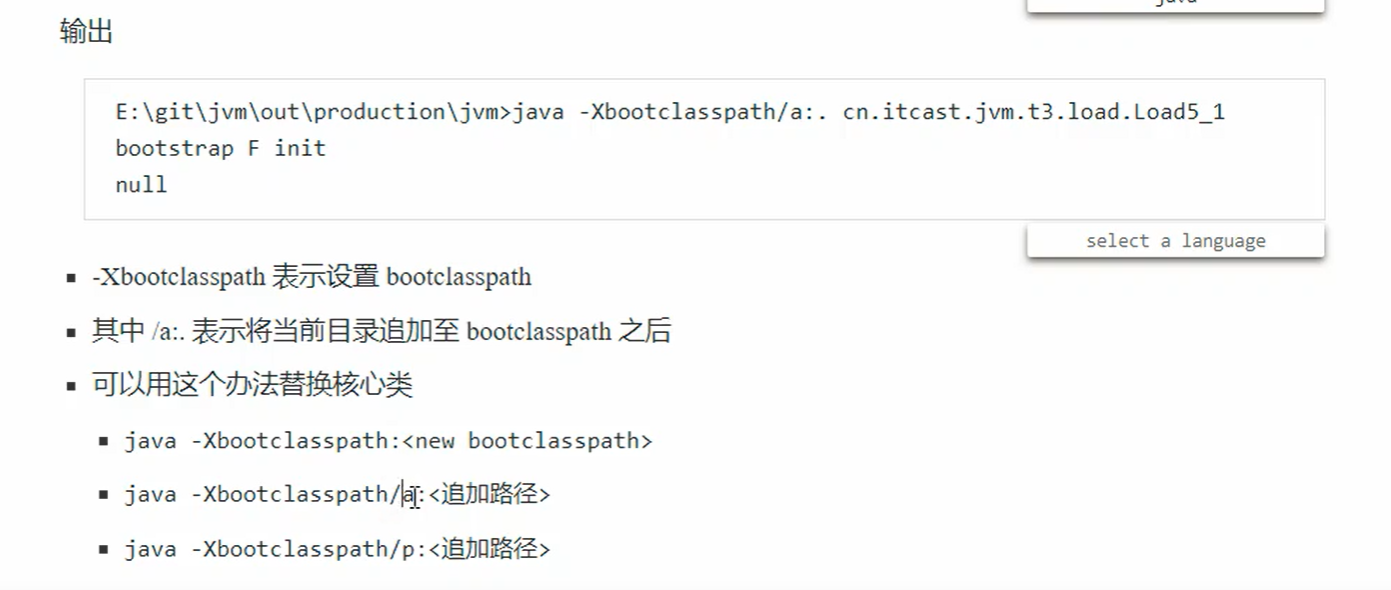 java
输出
E:\git\jvm\out\production\jvm>java -Xbootclasspath/a:. cn.itcast.jvm.t3.load.Load5_1
bootstrap F init
null
select a language
-Xbootclasspath 表示设置 bootclasspath
其中 /a:. 表示将当前目录追加至 bootclasspath 之后
可以用这个办法替换核心类
java -Xbootclasspath:<new bootclasspath>
java -Xbootclasspath/a:<追加路径>
java -Xbootclasspath/p:<追加路径>